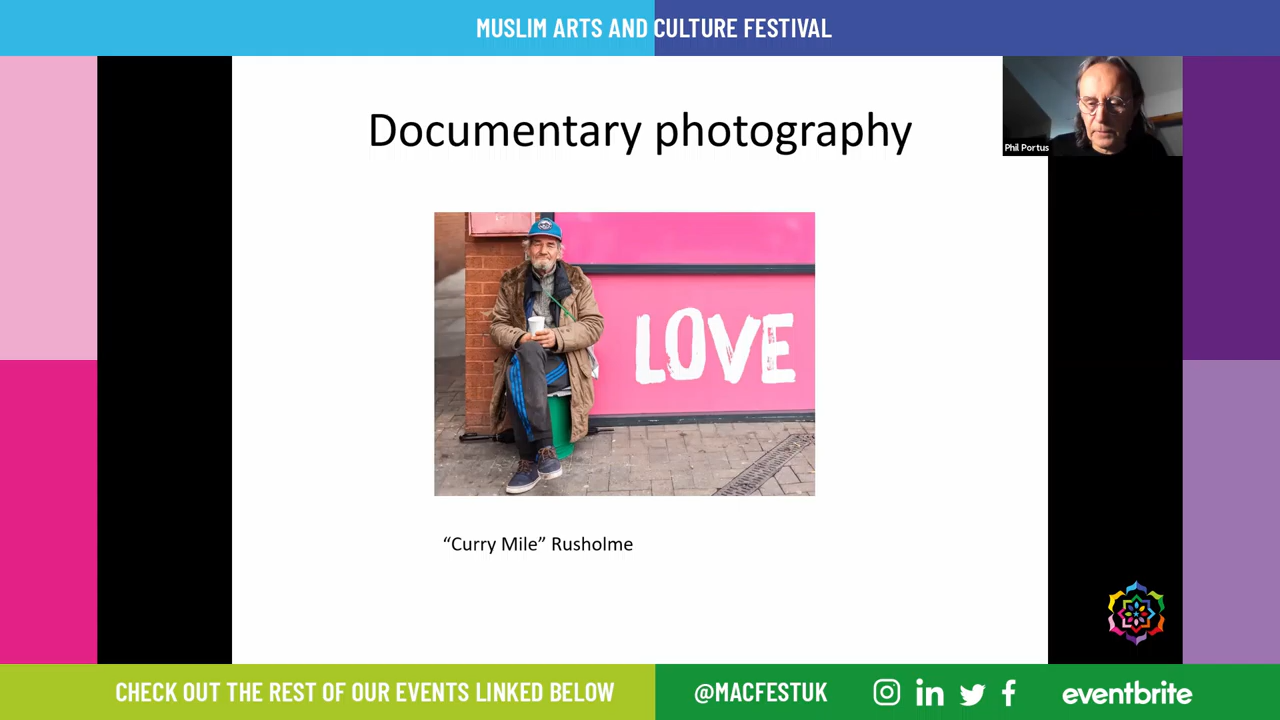 MUSLIM ARTS AND CULTURE FESTIVAL
Documentary photography
Phil Portus
LOVE
“Curry Mile” Rusholme
CHECK OUT THE REST OF OUR EVENTS LINKED BELOW
@MACFESTUK
eventbrite